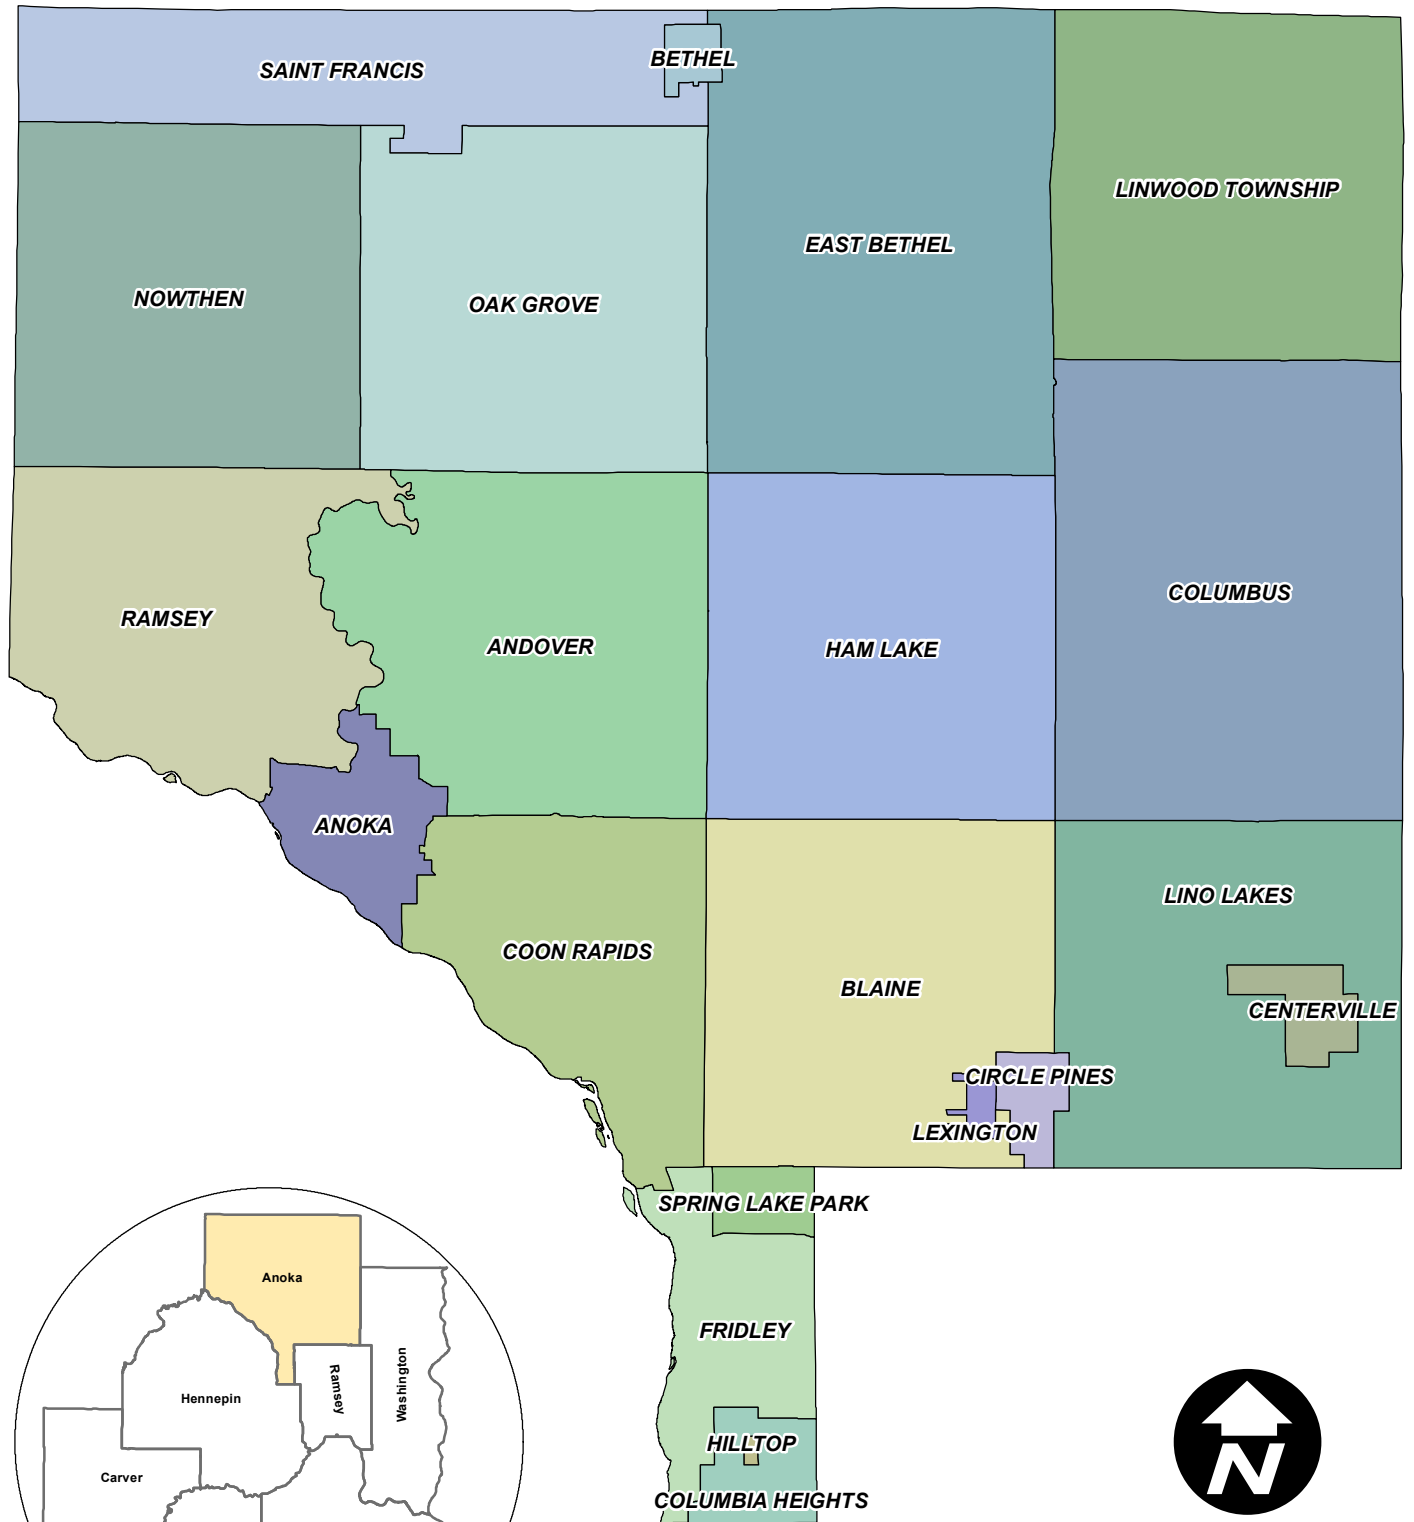 BETHEL
SAINT FRANCIS
LINWOOD TOWNSHIP
EAST BETHEL
NOWTHEN
OAK GROVE
COLUMBUS
RAMSEY
ANDOVER
HAM LAKE
ANOKA
LINO LAKES
COON RAPIDS
BLAINE
CENTERVILLE
CIRCLE PINES
LEXINGTON
SPRING LAKE PARK
FRIDLEY
HILLTOP
COLUMBIA HEIGHTS
Anoka
Hennepin
Ramsey
Washington
Carver
N